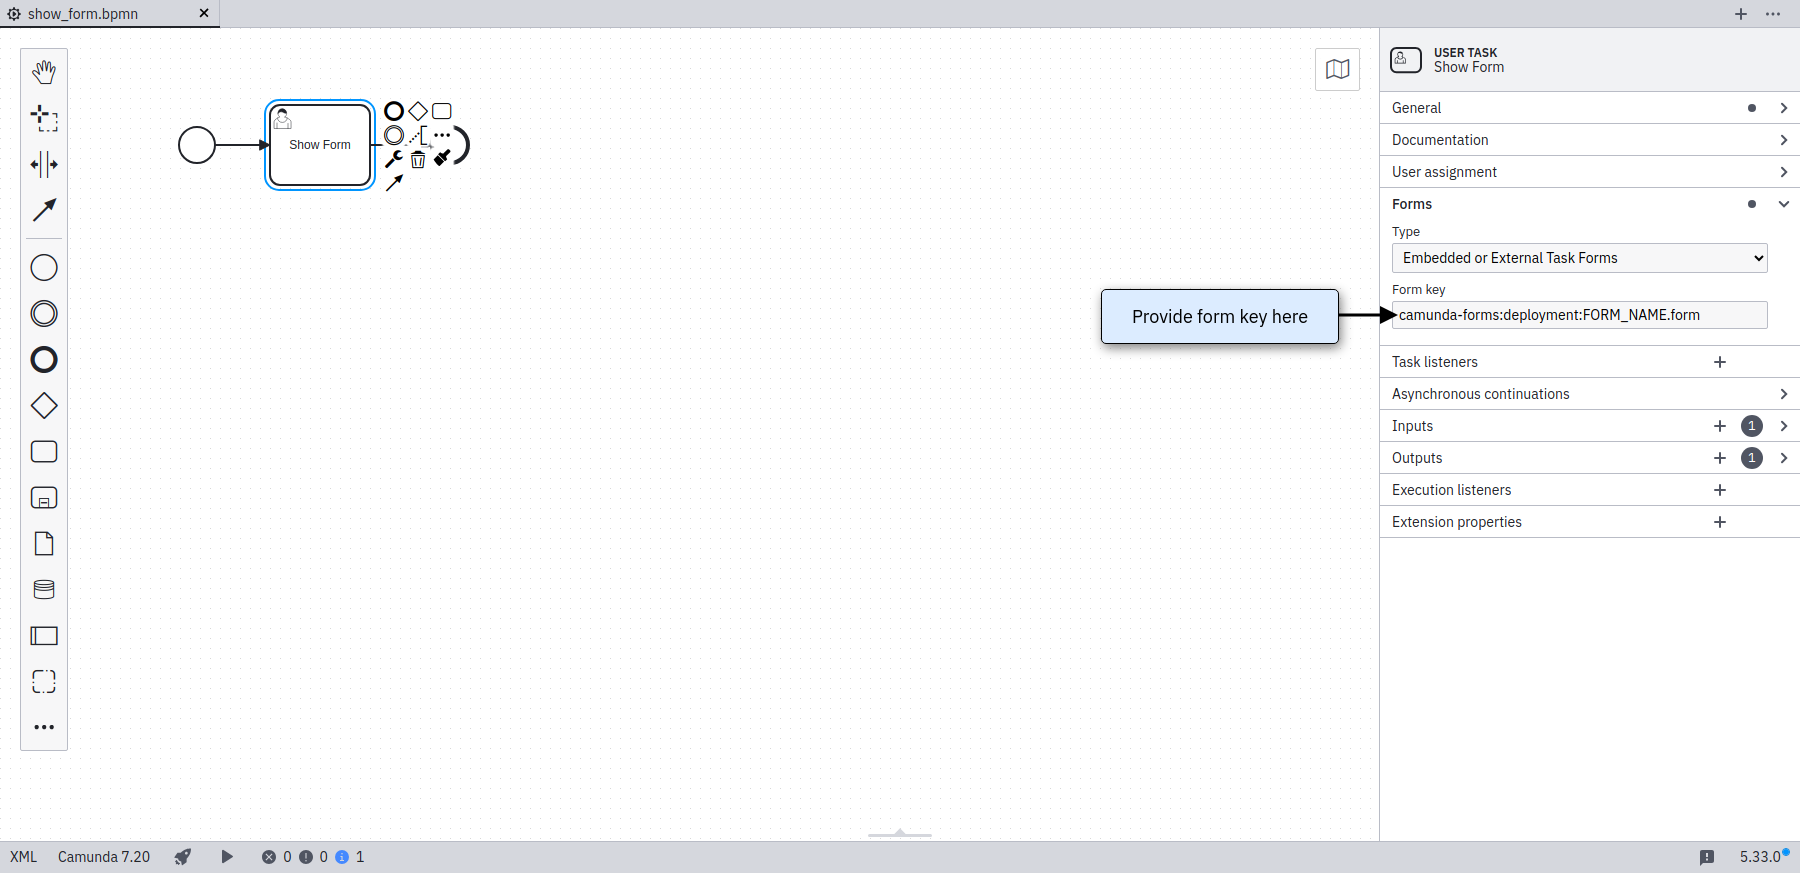 show_form.bpmn
USER TASK
Show Form
General
Show Form
Documentation
User assignment
Forms
Type
Embedded or External Task Forms
Form key
Provide form key here
camunda-forms:deployment:FORM_NAME.form
Task listeners
Asynchronous continuations
Inputs 1
Outputs 1
Execution listeners
Extension properties
XML Camunda 7.20 0 0 1 5.33.0